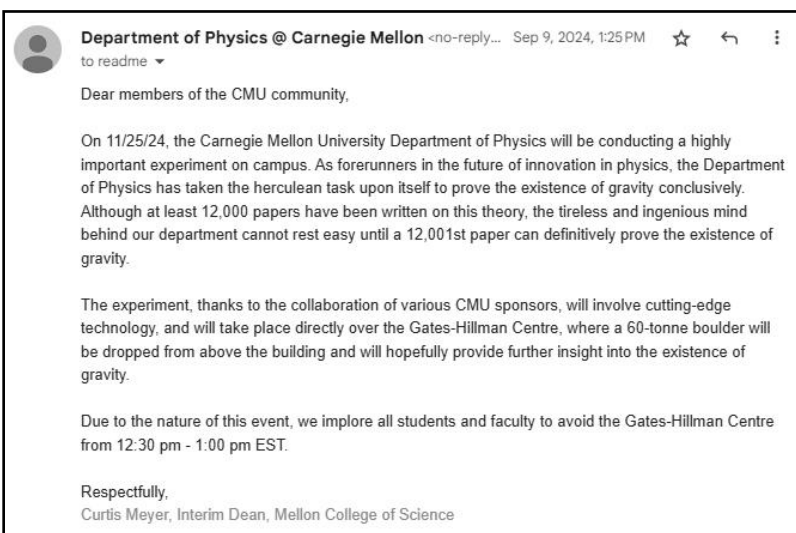 Department of Physics @ Carnegie Mellon <no-reply... Sep 9, 2024, 1:25 PM
to readme
Dear members of the CMU community,
On 11/25/24, the Carnegie Mellon University Department of Physics will be conducting a highly
important experiment on campus. As forerunners in the future of innovation in physics, the Department
of Physics has taken the herculean task upon itself to prove the existence of gravity conclusively.
Although at least 12,000 papers have been written on this theory, the tireless and ingenious mind
behind our department cannot rest easy until a 12,001st paper can definitively prove the existence of
gravity.
The experiment, thanks to the collaboration of various CMU sponsors, will involve cutting-edge
technology, and will take place directly over the Gates-Hillman Centre, where a 60-tonne boulder will
be dropped from above the building and will hopefully provide further insight into the existence of
gravity.
Due to the nature of this event, we implore all students and faculty to avoid the Gates-Hillman Centre
from 12:30 pm - 1:00 pm EST.
Respectfully,
Curtis Meyer, Interim Dean, Mellon College of Science